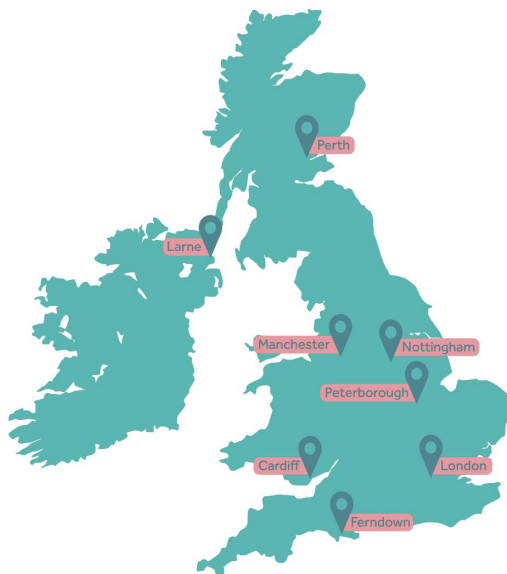 Perth
Larne
Manchester
Nottingham
Peterborough
Cardiff
London
Ferndown